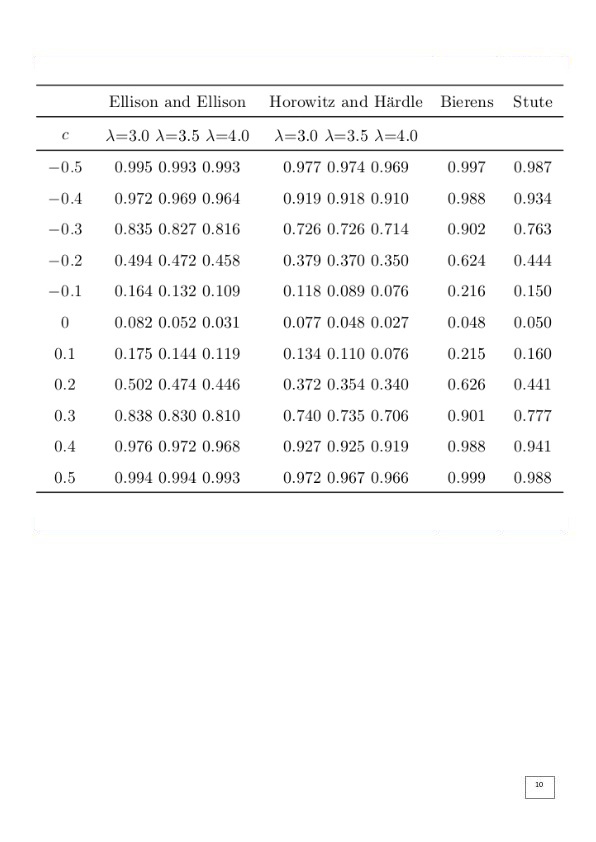 Ellison and Ellison Horowitz and Härdle Bierens Stute
c λ=3.0 λ=3.5 λ=4.0 λ=3.0 λ=3.5 λ=4.0
−0.5 0.995 0.993 0.993 0.977 0.974 0.969 0.997 0.987
−0.4 0.972 0.969 0.964 0.919 0.918 0.910 0.988 0.934
−0.3 0.835 0.827 0.816 0.726 0.726 0.714 0.902 0.763
−0.2 0.494 0.472 0.458 0.379 0.370 0.350 0.624 0.444
−0.1 0.164 0.132 0.109 0.118 0.089 0.076 0.216 0.150
0 0.082 0.052 0.031 0.077 0.048 0.027 0.048 0.050
0.1 0.175 0.144 0.119 0.134 0.110 0.076 0.215 0.160
0.2 0.502 0.474 0.446 0.372 0.354 0.340 0.626 0.441
0.3 0.838 0.830 0.810 0.740 0.735 0.706 0.901 0.777
0.4 0.976 0.972 0.968 0.927 0.925 0.919 0.988 0.941
0.5 0.994 0.994 0.993 0.972 0.967 0.966 0.999 0.988
10